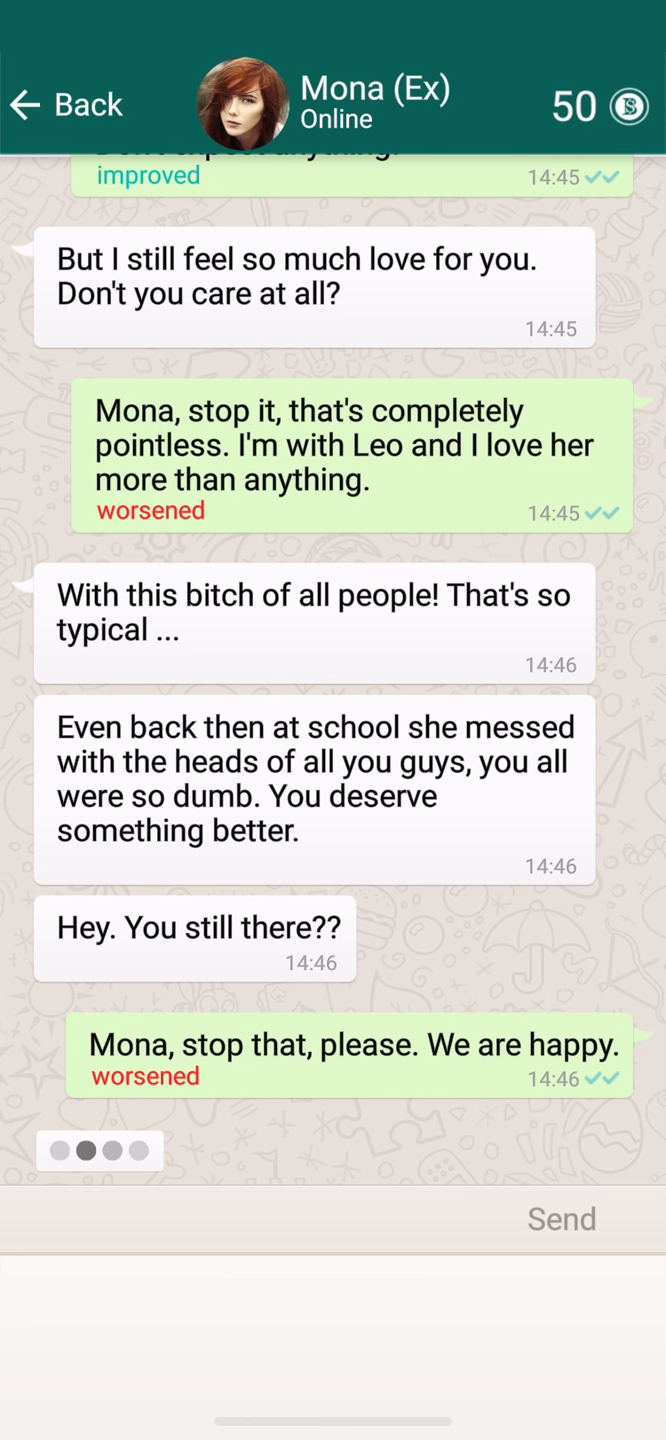 Back
Mona (Ex)
Online
50
improved
14:45
But I still feel so much love for you.
Don't you care at all?
14:45
Mona, stop it, that's completely
pointless. I'm with Leo and I love her
more than anything.
worsened
14:45
With this bitch of all people! That's so
typical ...
14:46
Even back then at school she messed
with the heads of all you guys, you all
were so dumb. You deserve
something better.
14:46
Hey. You still there??
14:46
Mona, stop that, please. We are happy.
worsened
14:46
Send